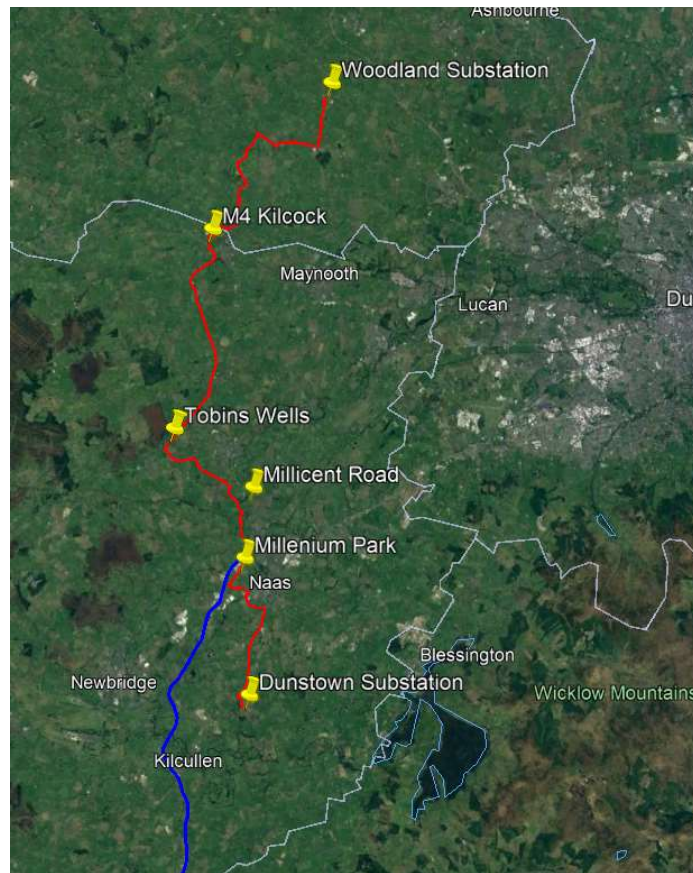 Ashbourne
Woodland Substation
M4 Kilcock
Maynooth
Lucan
Du
Tobins Wells
Millicent Road
Millenium Park
Naas
Blessington
Newbridge
Dunstown Substation
Wicklow Mountains
Kilcullen